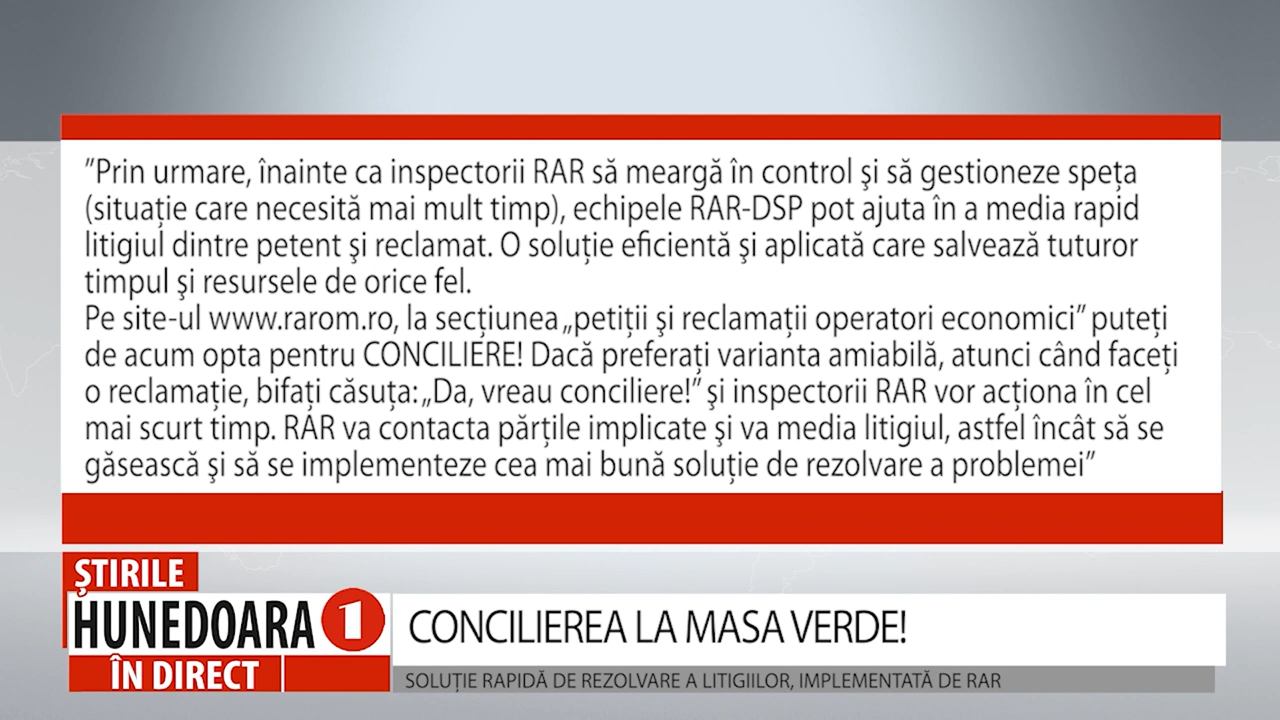 ”Prin urmare, înainte ca inspectorii RAR să meargă în control şi să gestioneze speța
(situație care necesită mai mult timp), echipele RAR-DSP pot ajuta în a media rapid
litigiul dintre petent şi reclamat. O soluție eficientă şi aplicată care salvează tuturor
timpul şi resursele de orice fel.
Pe site-ul www.rarom.ro, la secțiunea „petiții şi reclamații operatori economici” puteți
de acum opta pentru CONCILIERE! Dacă preferați varianta amiabilă, atunci când faceți
o reclamație, bifați căsuța: „Da, vreau conciliere!” şi inspectorii RAR vor acționa în cel
mai scurt timp. RAR va contacta părțile implicate şi va media litigiul, astfel încât să se
găsească şi să se implementeze cea mai bună soluție de rezolvare a problemei”
ȘTIRILE
HUNEDOARA 1
ÎN DIRECT
CONCILIEREA LA MASA VERDE!
SOLUȚIE RAPIDĂ DE REZOLVARE A LITIGIILOR, IMPLEMENTATĂ DE RAR